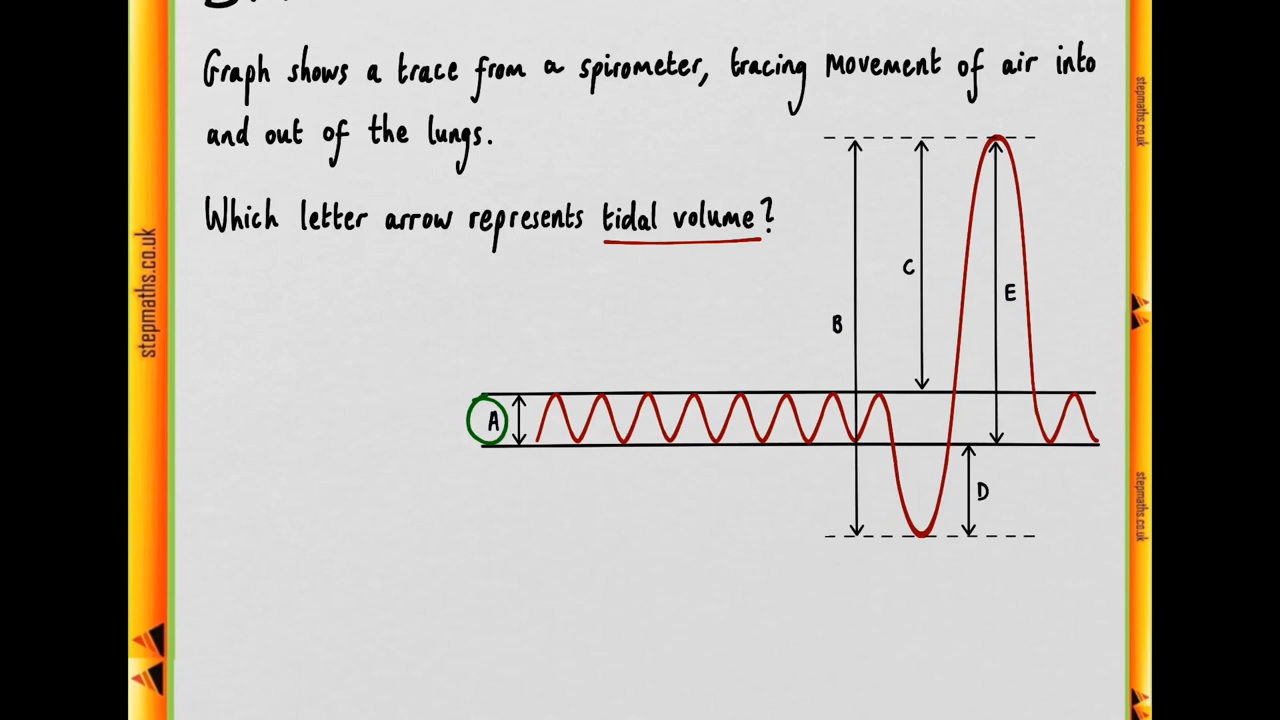 Graph shows a trace from a spirometer, tracing movement of air into
and out of the lungs.
Which letter arrow represents tidal volume?
C
E
B
A
D
stepmaths.co.uk
stepmaths.co.uk
stepmaths.co.uk